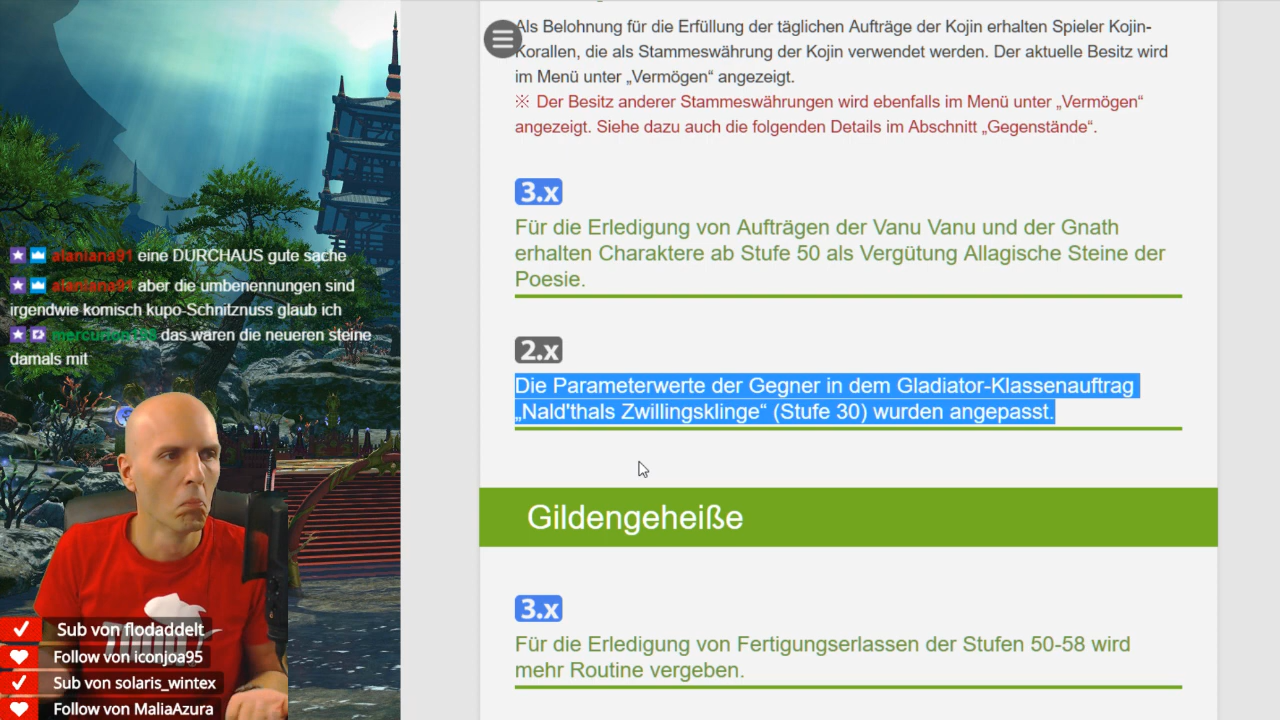 Als Belohnung für die Erfüllung der täglichen Aufträge der Kojin erhalten Spieler Kojin-
Korallen, die als Stammeswährung der Kojin verwendet werden. Der aktuelle Besitz wird
im Menü unter „Vermögen“ angezeigt.
※ Der Besitz anderer Stammeswährungen wird ebenfalls im Menü unter „Vermögen“
angezeigt. Siehe dazu auch die folgenden Details im Abschnitt „Gegenstände“.
3.x
Für die Erledigung von Aufträgen der Vanu Vanu und der Gnath
erhalten Charaktere ab Stufe 50 als Vergütung Allagische Steine der
Poesie.
2.x
Die Parameterwerte der Gegner in dem Gladiator-Klassenauftrag
„Nald'thals Zwillingsklinge“ (Stufe 30) wurden angepasst.
Gildengeheiße
3.x
Für die Erledigung von Fertigungserlassen der Stufen 50-58 wird
mehr Routine vergeben.
alaniana91 eine DURCHAUS gute sache
alaniana91 aber die umbenennungen sind
irgendwie komisch kupo-Schnitznuss glaub ich
das wären die neueren steine
damals mit
Sub von flodaddelt
Follow von iconjoa95
Sub von solaris_wintex
Follow von MaliaAzura